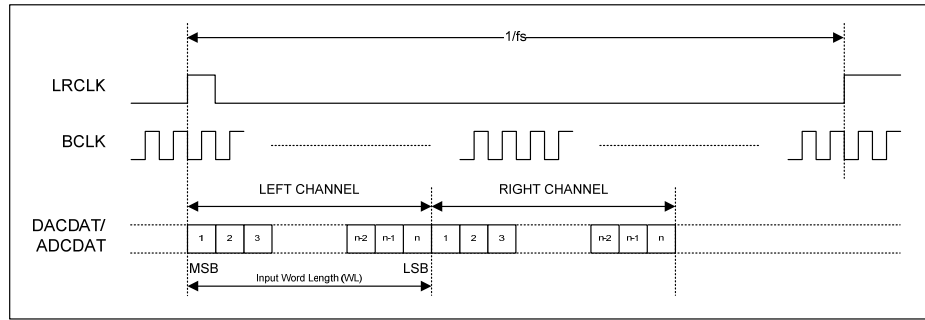 1/fs
LRCLK
BCLK
LEFT CHANNEL RIGHT CHANNEL
DACDAT/
ADCDAT
1 2 3 n-2 n-1 n 1 2 3 n-2 n-1 n
MSB LSB
Input Word Length (WL)